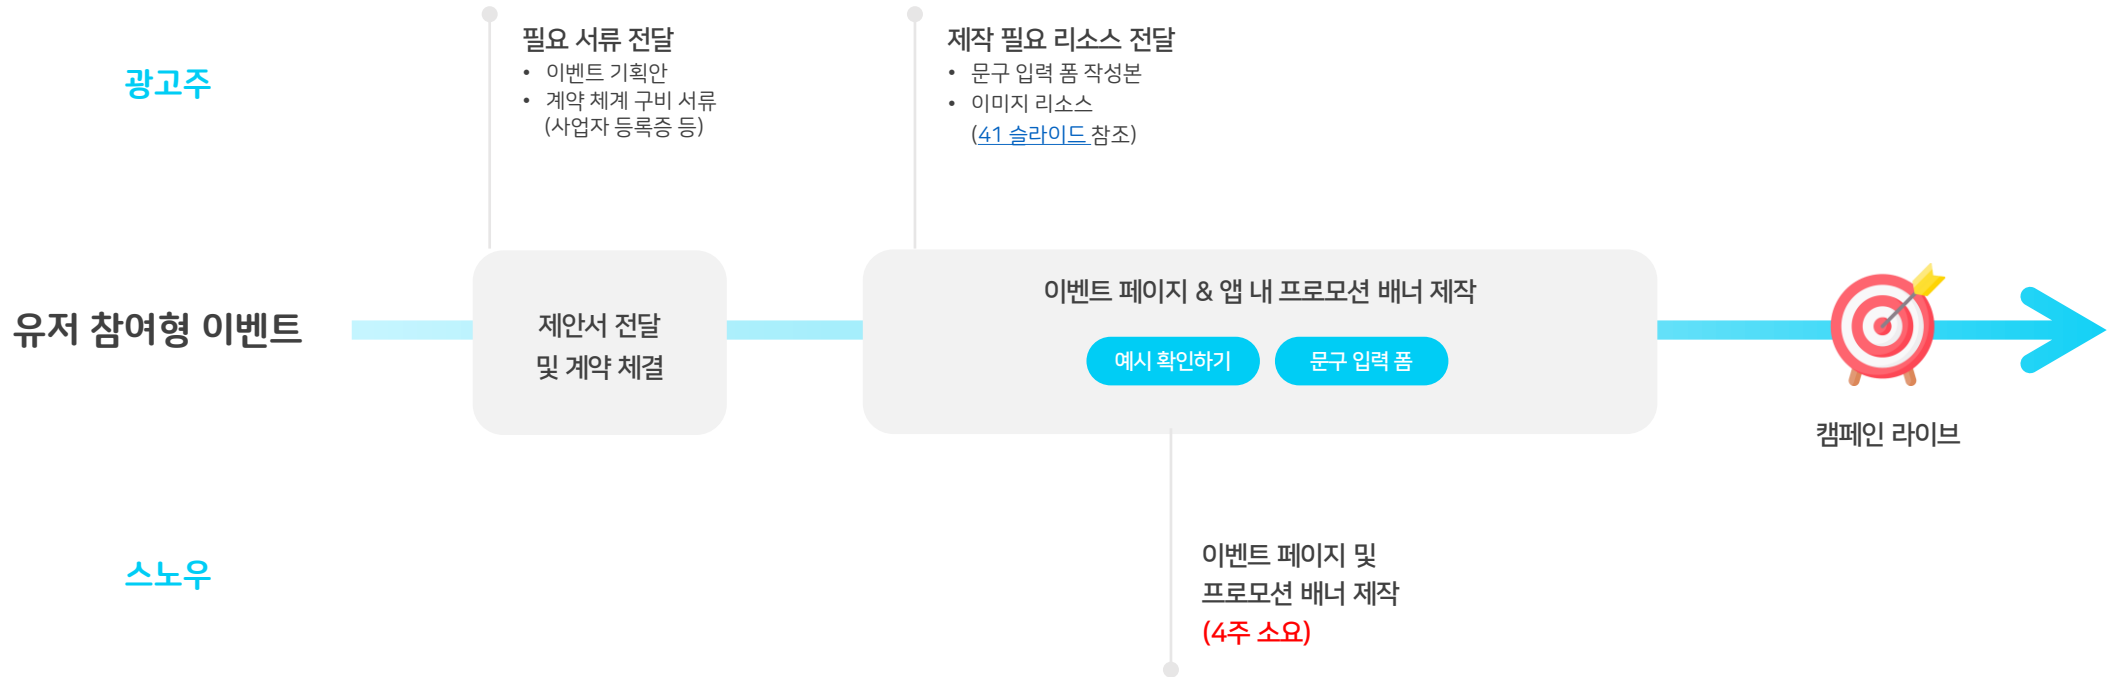 광고주
필요 서류 전달
• 이벤트 기획안
• 계약 체계 구비 서류
(사업자 등록증 등)
제작 필요 리소스 전달
• 문구 입력 폼 작성본
• 이미지 리소스
(41 슬라이드 참조)
유저 참여형 이벤트
제안서 전달
및 계약 체결
이벤트 페이지 & 앱 내 프로모션 배너 제작
예시 확인하기
문구 입력 폼
캠페인 라이브
스노우
이벤트 페이지 및
프로모션 배너 제작
(4주 소요)